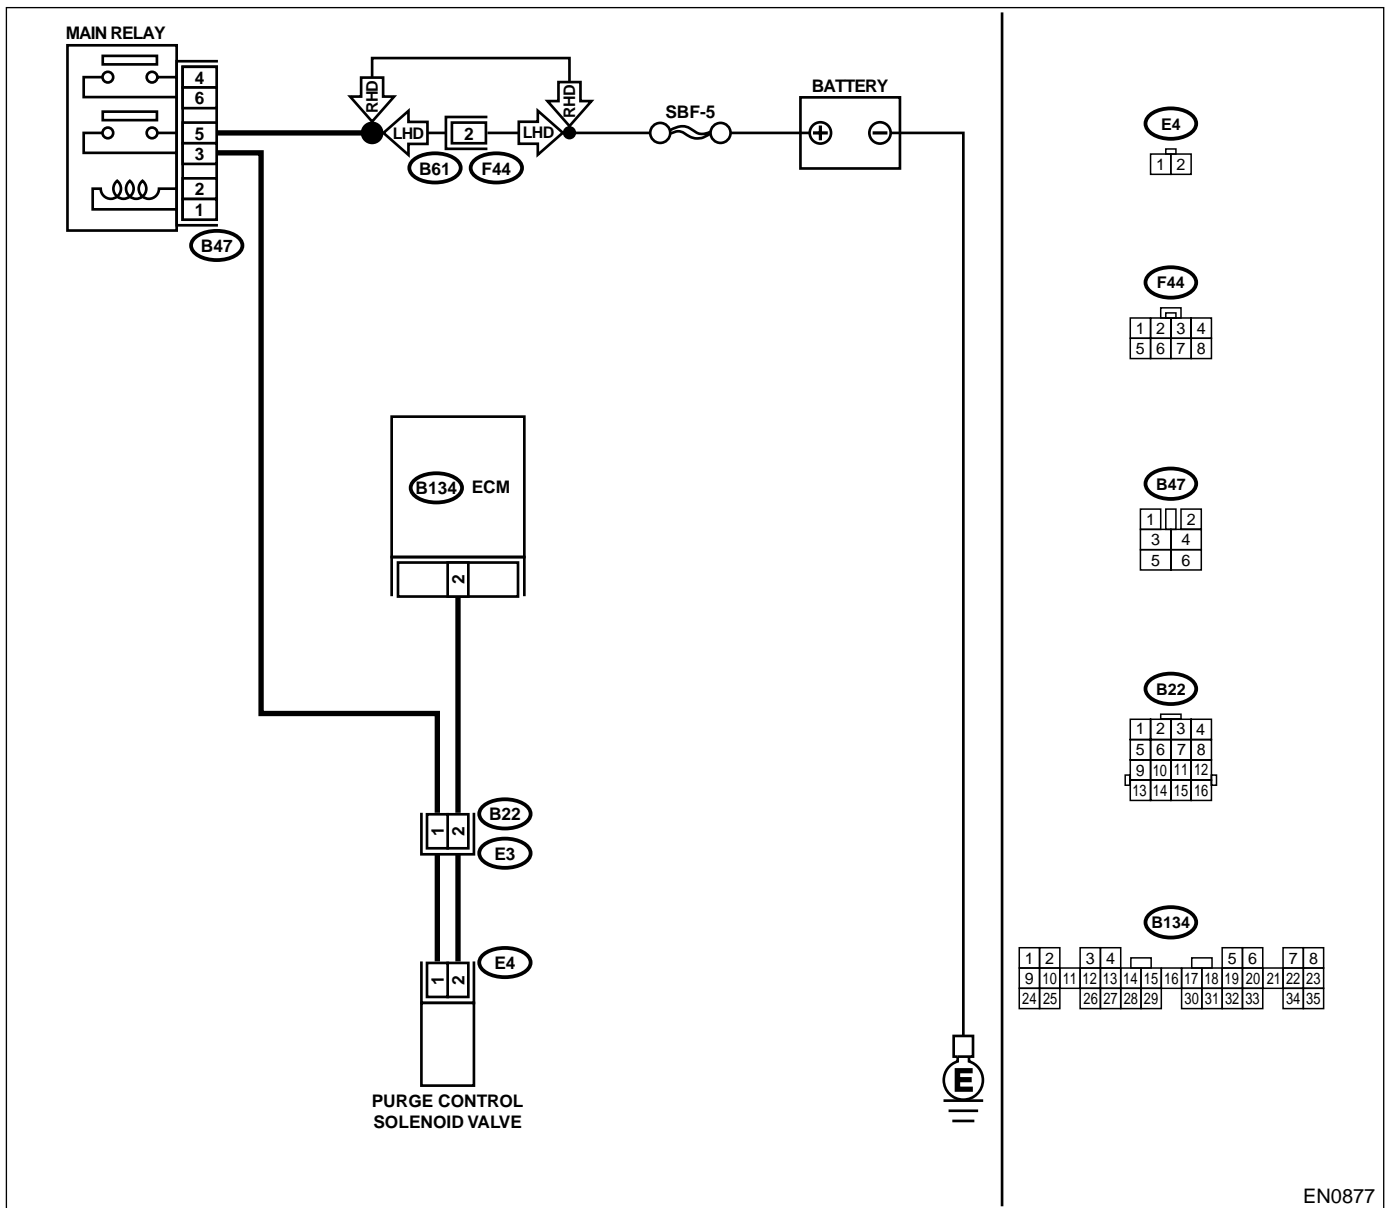 MAIN RELAY
4
6
5
3
2
1
B47
RHD
RHD
LHD
2
LHD
B61
F44
SBF-5
BATTERY
+
−
B134 ECM
2
1 2
B22
E3
1 2
E4
PURGE CONTROL
SOLENOID VALVE
E
E4
1 2
F44
1 2 3 4
5 6 7 8
B47
1 2
3 4
5 6
B22
1 2 3 4
5 6 7 8
9 10 11 12
13 14 15 16
B134
1 2 3 4 5 6 7 8
9 10 11 12 13 14 15 16 17 18 19 20 21 22 23
24 25 26 27 28 29 30 31 32 33 34 35
EN0877